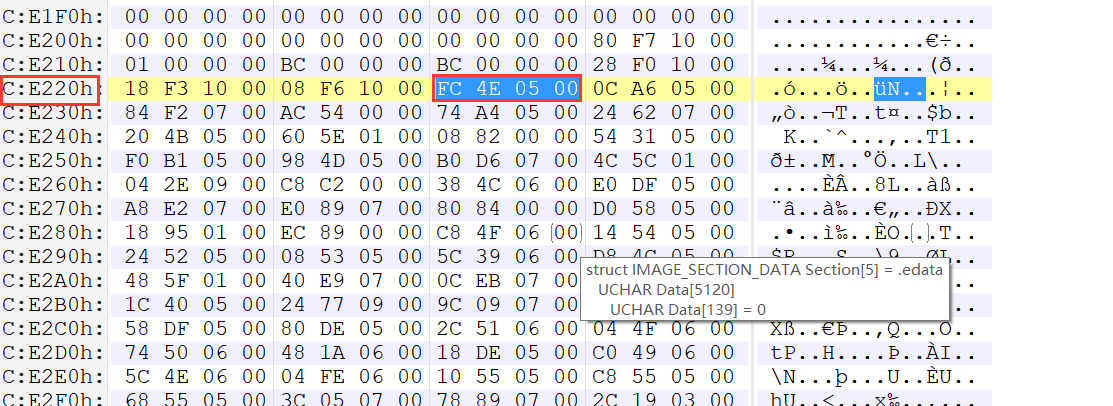 C:E1F0h: 00 00 00 00 00 00 00 00 00 00 00 00 00 00 00 00 ................
C:E200h: 00 00 00 00 00 00 00 00 00 00 00 00 80 F7 10 00 ............€÷..
C:E210h: 01 00 00 00 BC 00 00 00 BC 00 00 00 28 F0 10 00 ....¼...¼...(ð..
C:E220h: 18 F3 10 00 08 F6 10 00 FC 4E 05 00 0C A6 05 00 .ó...ö..üN...¦..
C:E230h: 84 F2 07 00 AC 54 00 00 74 A4 05 00 24 62 07 00 „ò..¬T..t¤..$b..
C:E240h: 20 4B 05 00 60 5E 01 00 08 82 00 00 54 31 05 00 K..`^...‚..T1..
C:E250h: F0 B1 05 00 98 4D 05 00 B0 D6 07 00 4C 5C 01 00 ð±..˜M..°Ö..L\..
C:E260h: 04 2E 09 00 C8 C2 00 00 38 4C 06 00 E0 DF 05 00 ....ÈÂ..8L..àß..
C:E270h: A8 E2 07 00 E0 89 07 00 80 84 00 00 D0 58 05 00 ¨â..à‰..€„..ÐX..
C:E280h: 18 95 01 00 EC 89 00 00 C8 4F 06 00 14 54 05 00 .•..ì‰..ÈO...T..
C:E290h: 24 52 05 00 08 53 05 00 5C 39 06 00 D8 4C 05 00 $R...S..\9..ØL..
struct IMAGE_SECTION_DATA Section[5] = .edata
UCHAR Data[5120]
UCHAR Data[139] = 0
C:E2A0h: 48 5F 01 00 40 E9 07 00 0C EB 07 00
C:E2B0h: 1C 40 05 00 24 77 09 00 9C 09 07 00
C:E2C0h: 58 DF 05 00 80 DE 05 00 2C 51 06 00 04 4F 06 00 Xß..€Þ..,Q...O..
C:E2D0h: 74 50 06 00 48 1A 06 00 18 DE 05 00 C0 49 06 00 tP..H....Þ..ÀI..
C:E2E0h: 5C 4E 06 00 04 FE 06 00 10 55 05 00 C8 55 05 00 \N...þ...U..ÈU..
C:E2F0h: 68 55 05 00 3C 05 07 00 78 89 07 00 2C 19 03 00 hU..<...x‰..,...